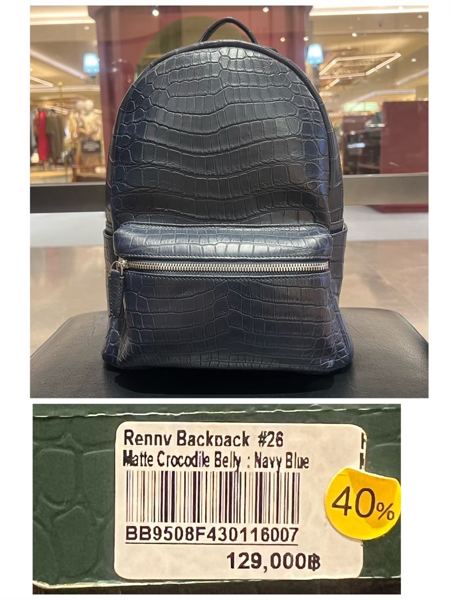 Renny Backpack #26
Matte Crocodile Belly : Navy Blue
BB9508F430116007
129,000฿
40%